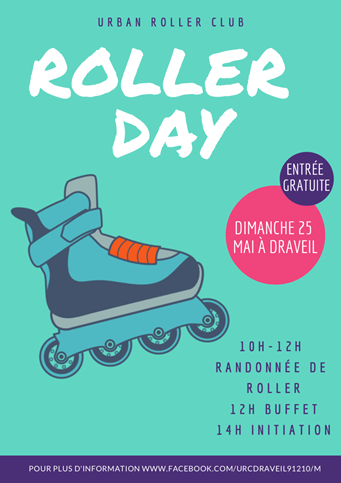 URBAN ROLLER CLUB
ROLLER
DAY
ENTRÉE
GRATUITE
DIMANCHE 25
MAI À DRAVEIL
10H-12H
RANDONNÉE DE
ROLLER
12H BUFFET
14H INITIATION
POUR PLUS D'INFORMATION WWW.FACEBOOK.COM/URCDRAVEIL91210/M